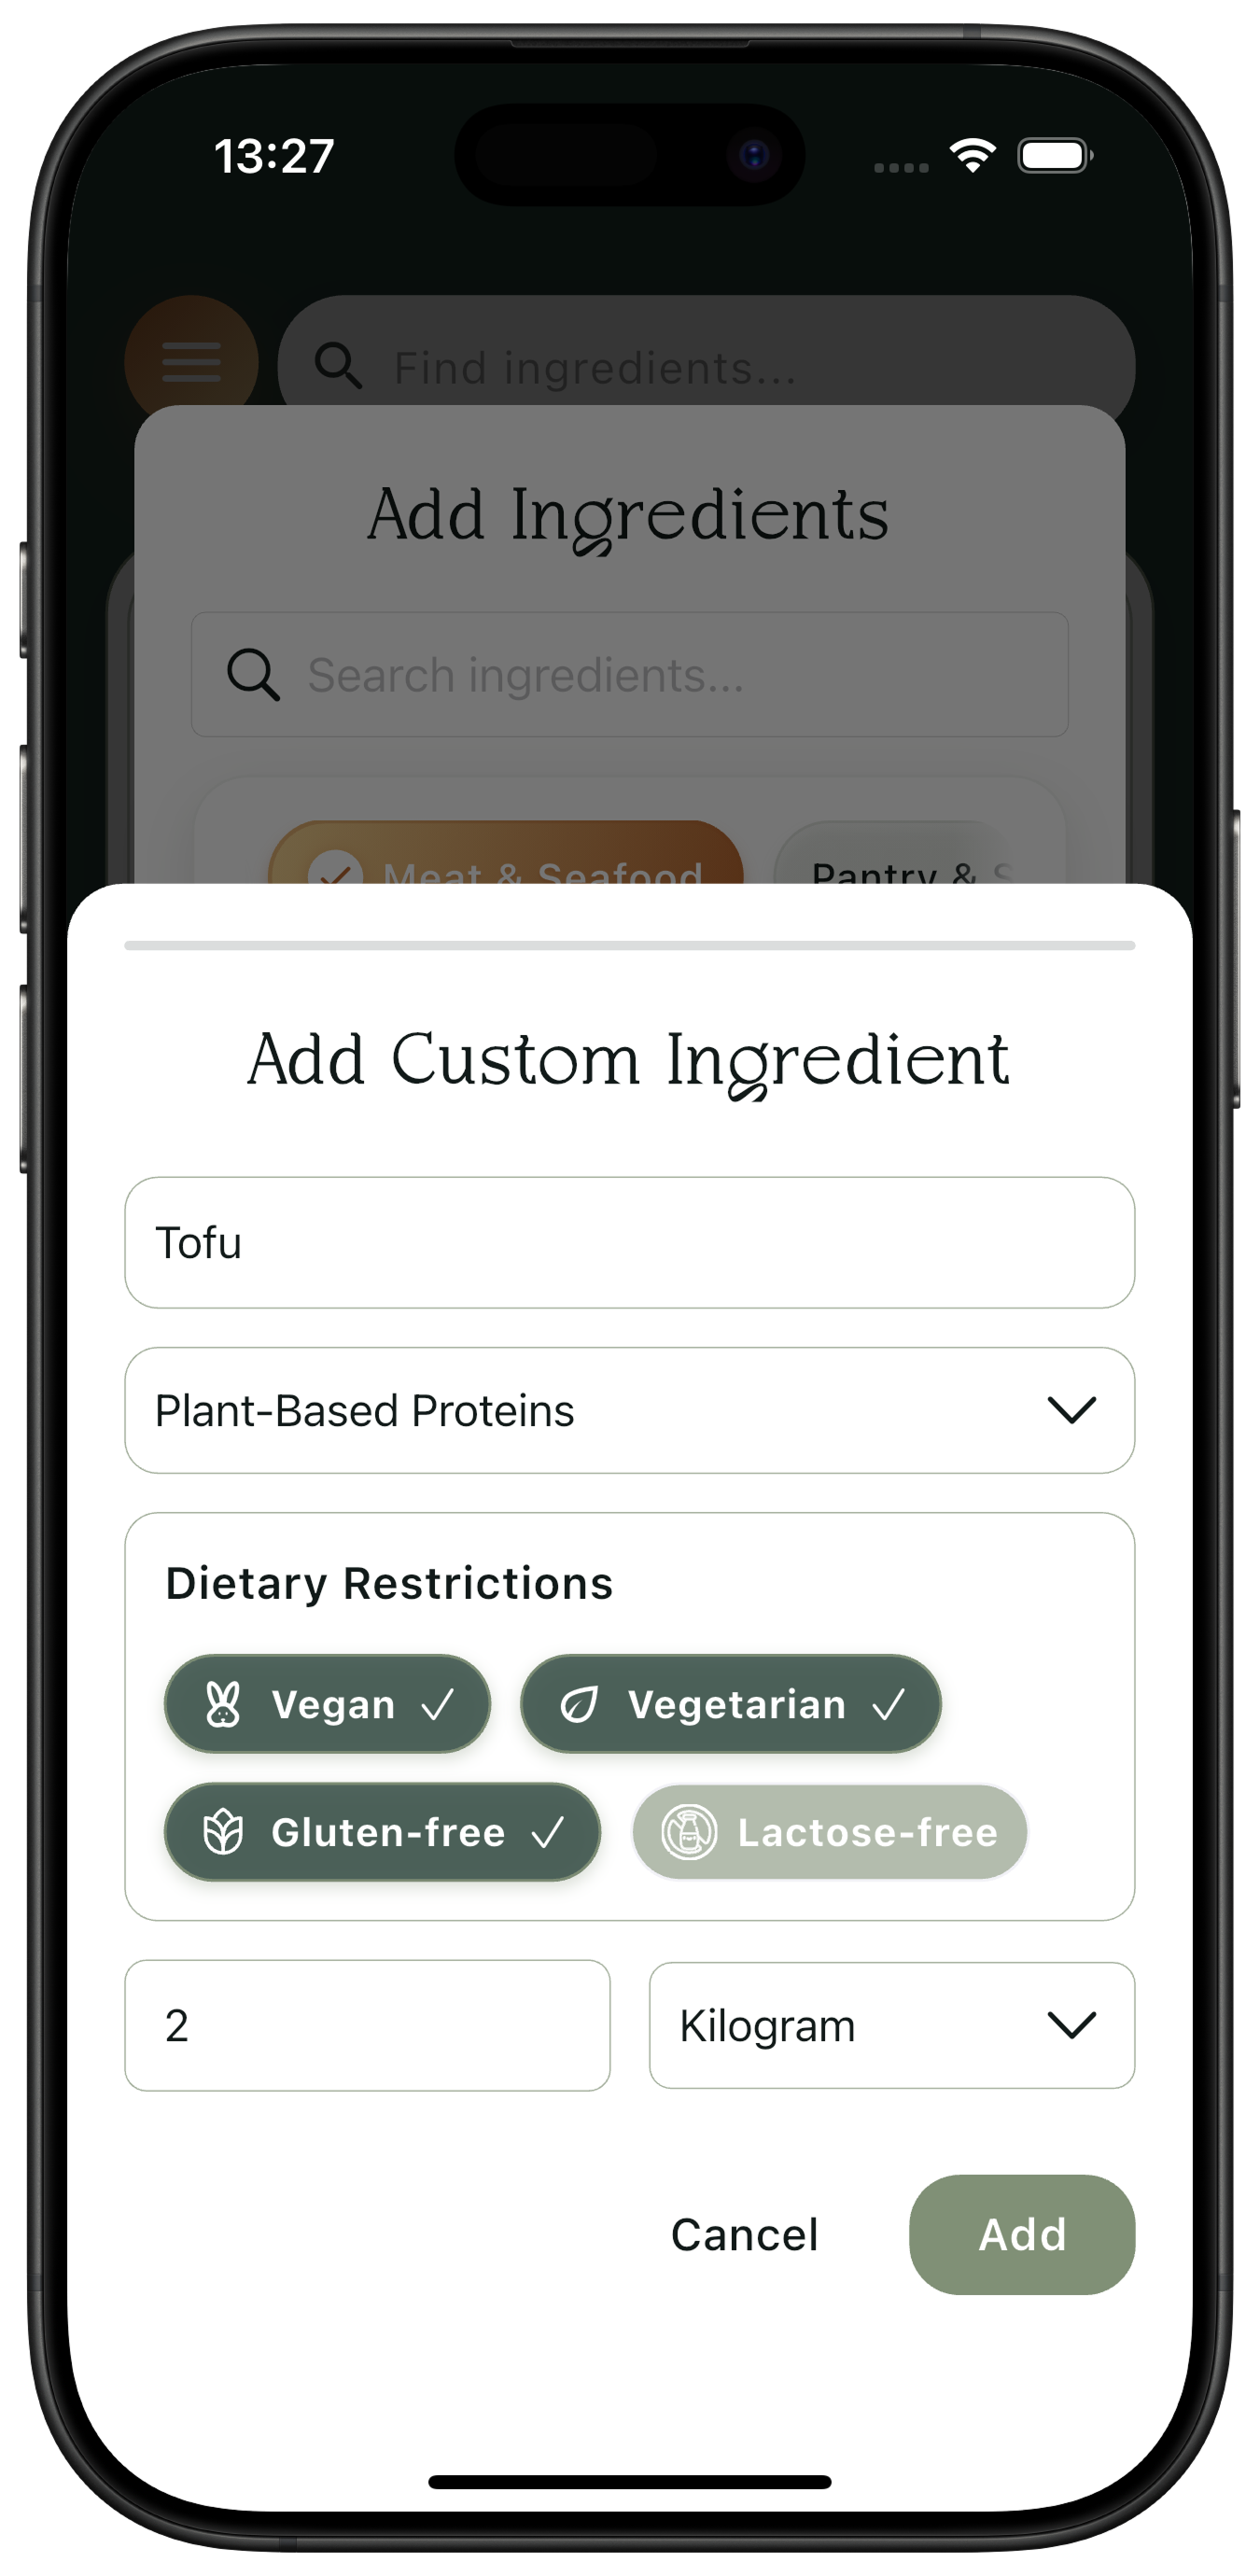 13:27
Find ingredients...
Add Ingredients
Search ingredients...
Meat & Seafood
Pantry & S
Add Custom Ingredient
Tofu
Plant-Based Proteins
Dietary Restrictions
Vegan
Vegetarian
Gluten-free
Lactose-free
2
Kilogram
Cancel
Add